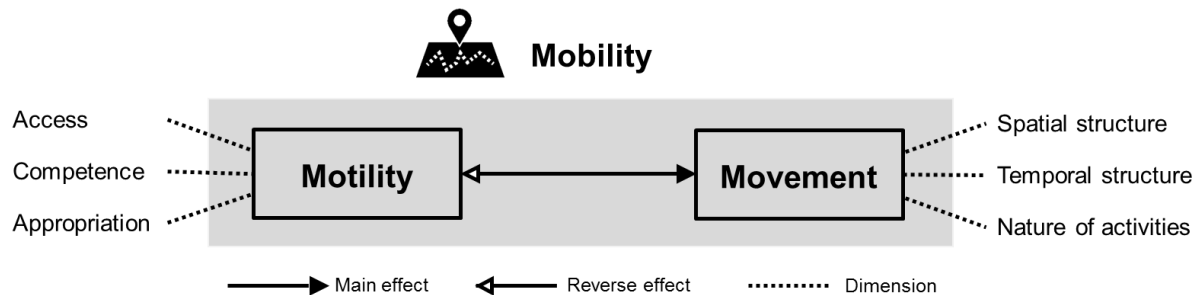 Mobility
Access
Competence
Appropriation
Motility
Movement
Spatial structure
Temporal structure
Nature of activities
Main effect
Reverse effect
Dimension